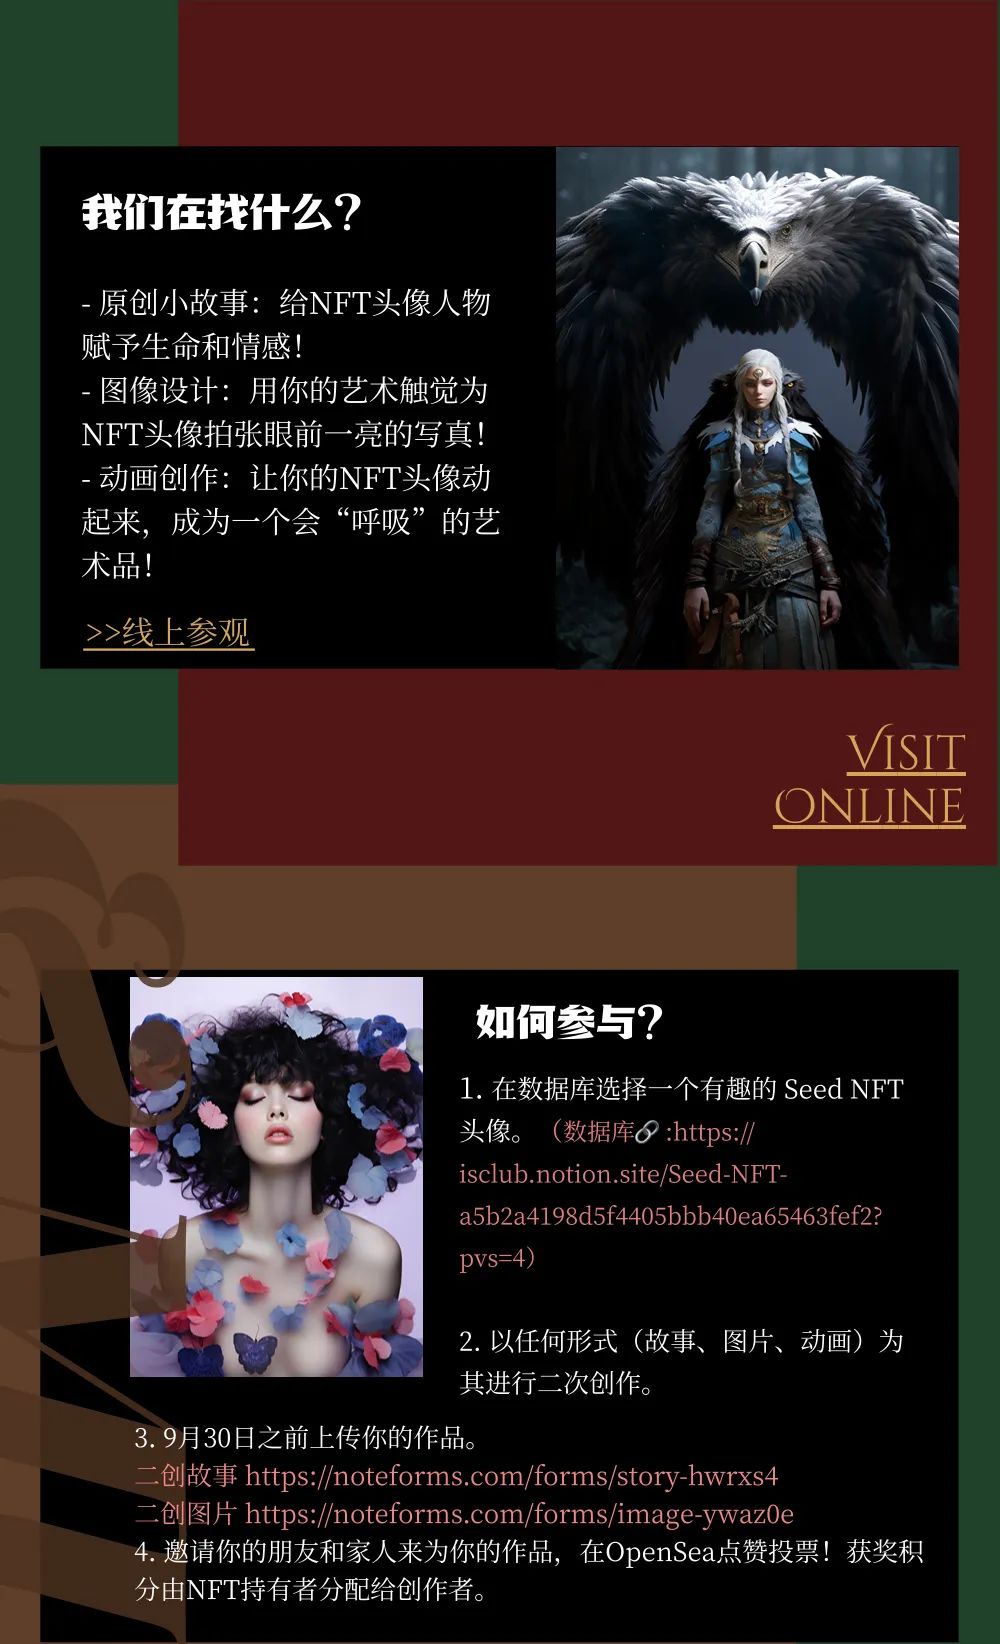 我们在找什么？
- 原创小故事：给NFT头像人物
赋予生命和情感！
- 图像设计：用你的艺术触觉为
NFT头像拍张眼前一亮的写真！
- 动画创作：让你的NFT头像动
起来，成为一个会“呼吸”的艺
术品！
>>线上参观
VISIT
ONLINE
如何参与？
1. 在数据库选择一个有趣的 Seed NFT
头像。（数据库🔗 :https://
isclub.notion.site/Seed-NFT-
a5b2a4198d5f4405bbb40ea65463fef2?
pvs=4）
2. 以任何形式（故事、图片、动画）为
其进行二次创作。
3. 9月30日之前上传你的作品。
二创故事 https://noteforms.com/forms/story-hwrxs4
二创图片 https://noteforms.com/forms/image-ywaz0e
4. 邀请你的朋友和家人来为你的作品，在OpenSea点赞投票！获奖积
分由NFT持有者分配给创作者。